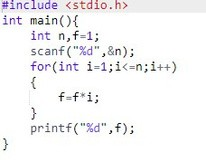 #include <stdio.h>
int main(){
int n,f=1;
scanf("%d",&n);
for(int i=1;i<=n;i++)
{
f=f*i;
}
printf("%d",f);
}